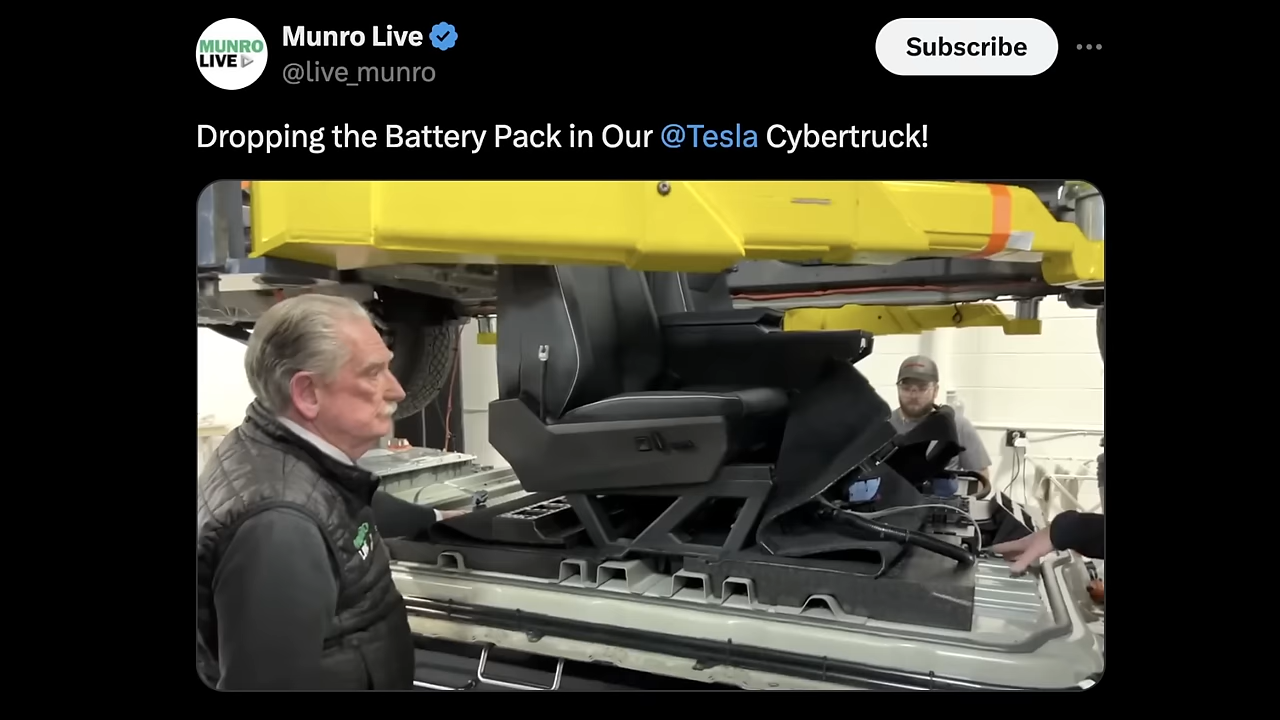 MUNRO
LIVE
Munro Live
@live_munro
Subscribe
Dropping the Battery Pack in Our @Tesla Cybertruck!